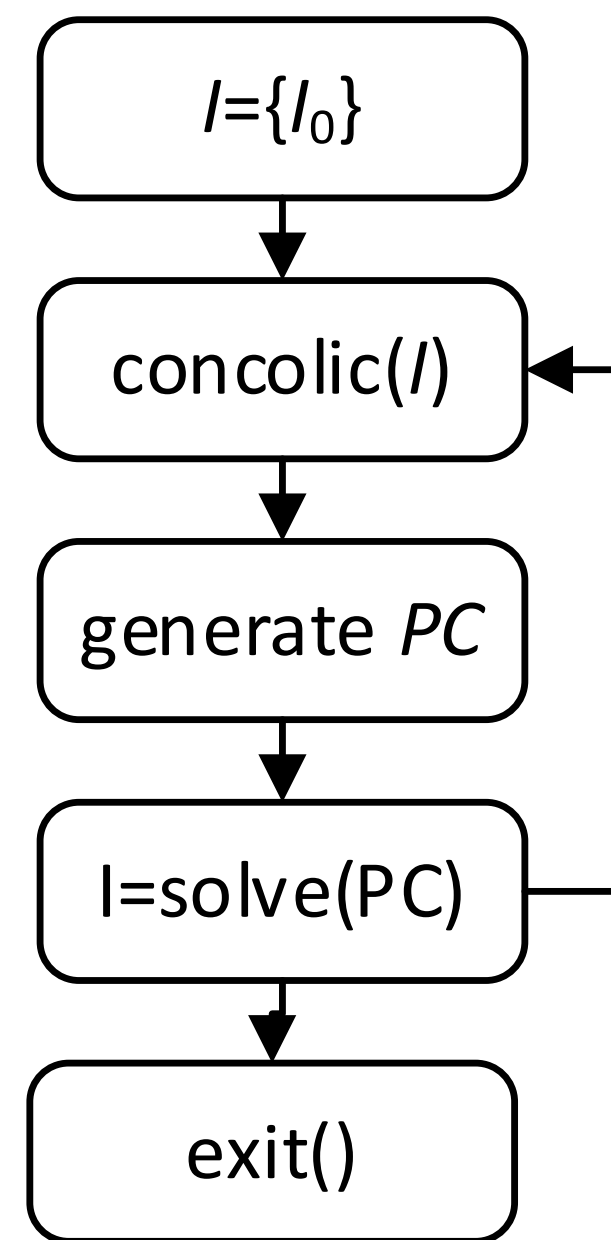 I={I₀}
concolic(I)
generate PC
I=solve(PC)
exit()